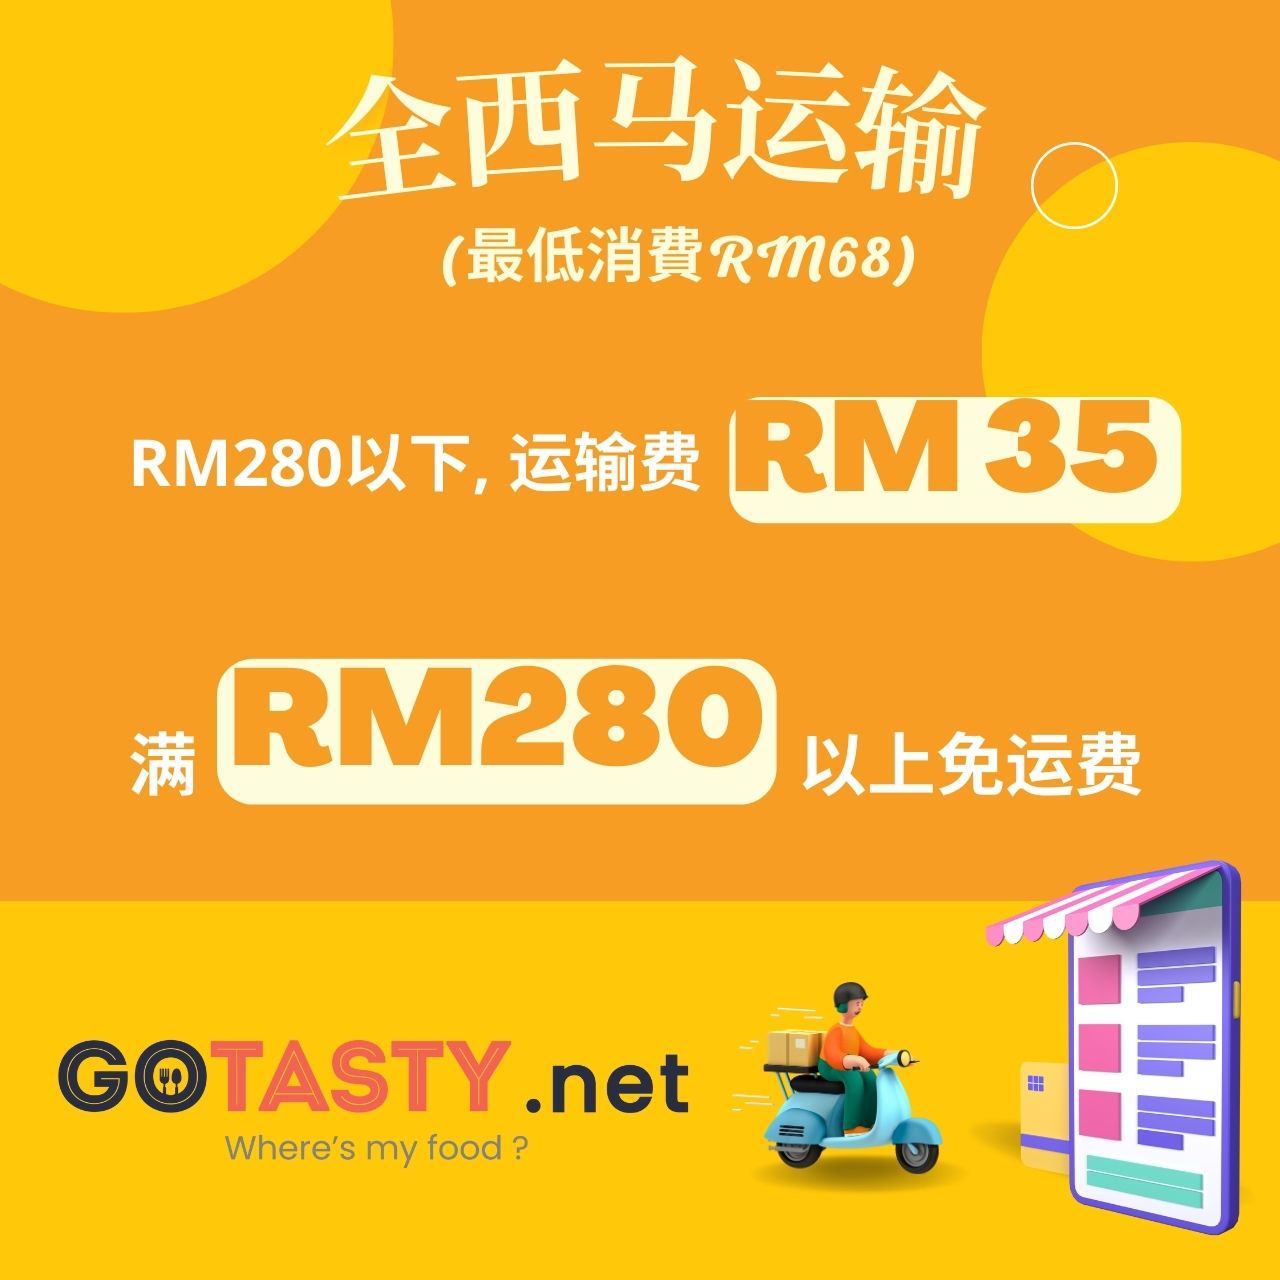 全西马运输
(最低消費RM68)
RM280以下, 运输费 RM 35
满 RM280 以上免运费
GOTASTY .net
Where's my food ?